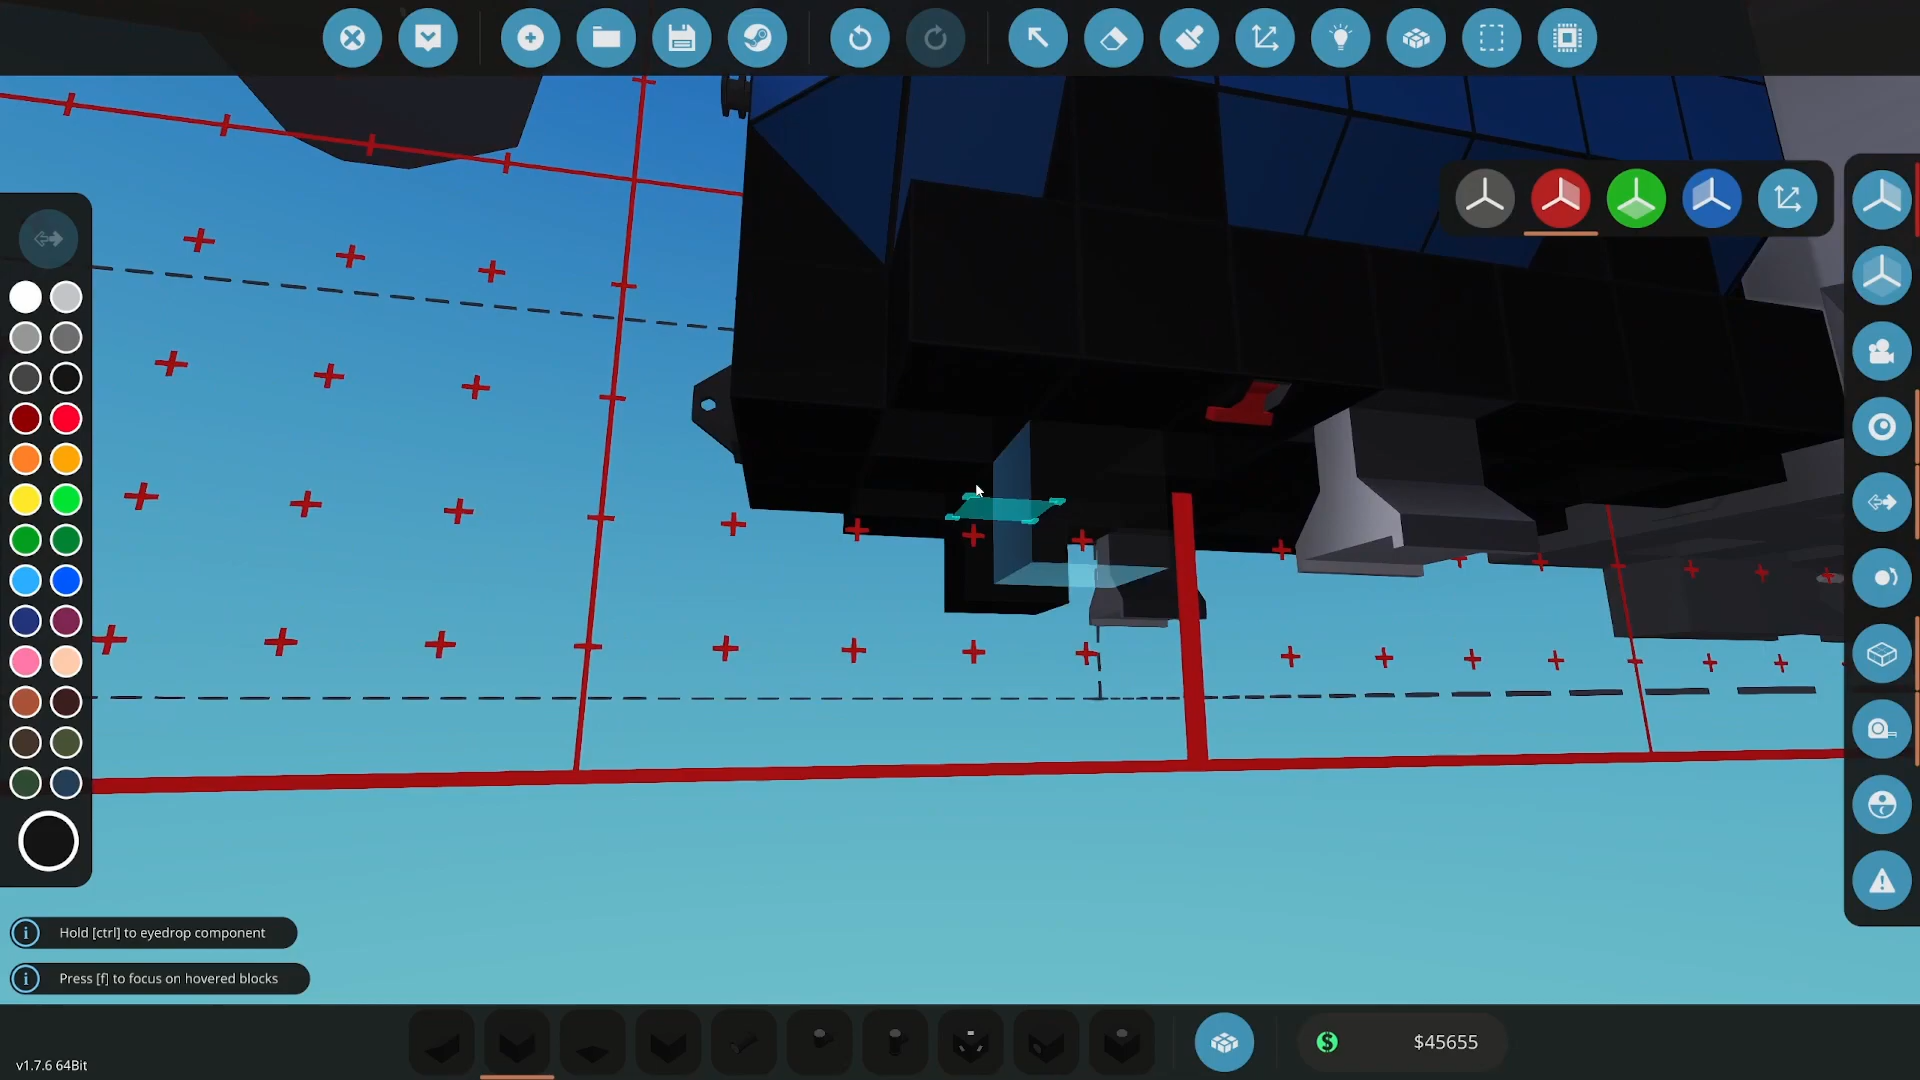 Hold [ctrl] to eyedrop component
Press [f] to focus on hovered blocks
$45655
v1.7.6 64Bit